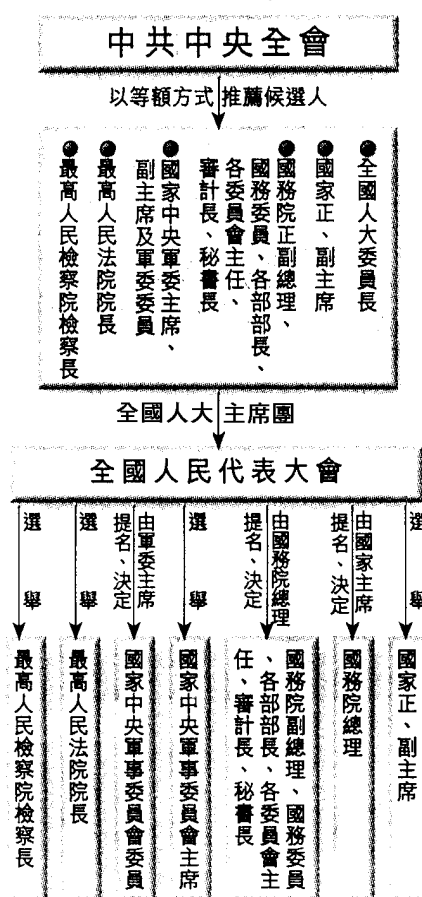 中共中央全會
以等額方式推薦候選人
●全國人大委員長
●國家正、副主席
●國務院正副總理、
國務委員、各部部長、
各委員會主任、
審計長、秘書長
●國家中央軍委主席、
副主席及軍委委員
●最高人民法院院長
●最高人民檢察院檢察長
全國人大主席團
全國人民代表大會
選舉
由國家主席
提名、決定
由國務院總理
提名、決定
選舉
由軍委主席
提名、決定
選舉
選舉
國家正、副主席
國務院總理
國務院副總理、國務委員
、各部部長、各委員會主
任、審計長、秘書長
國家中央軍事委員會主席
國家中央軍事委員會委員
最高人民法院院長
最高人民檢察院檢察長